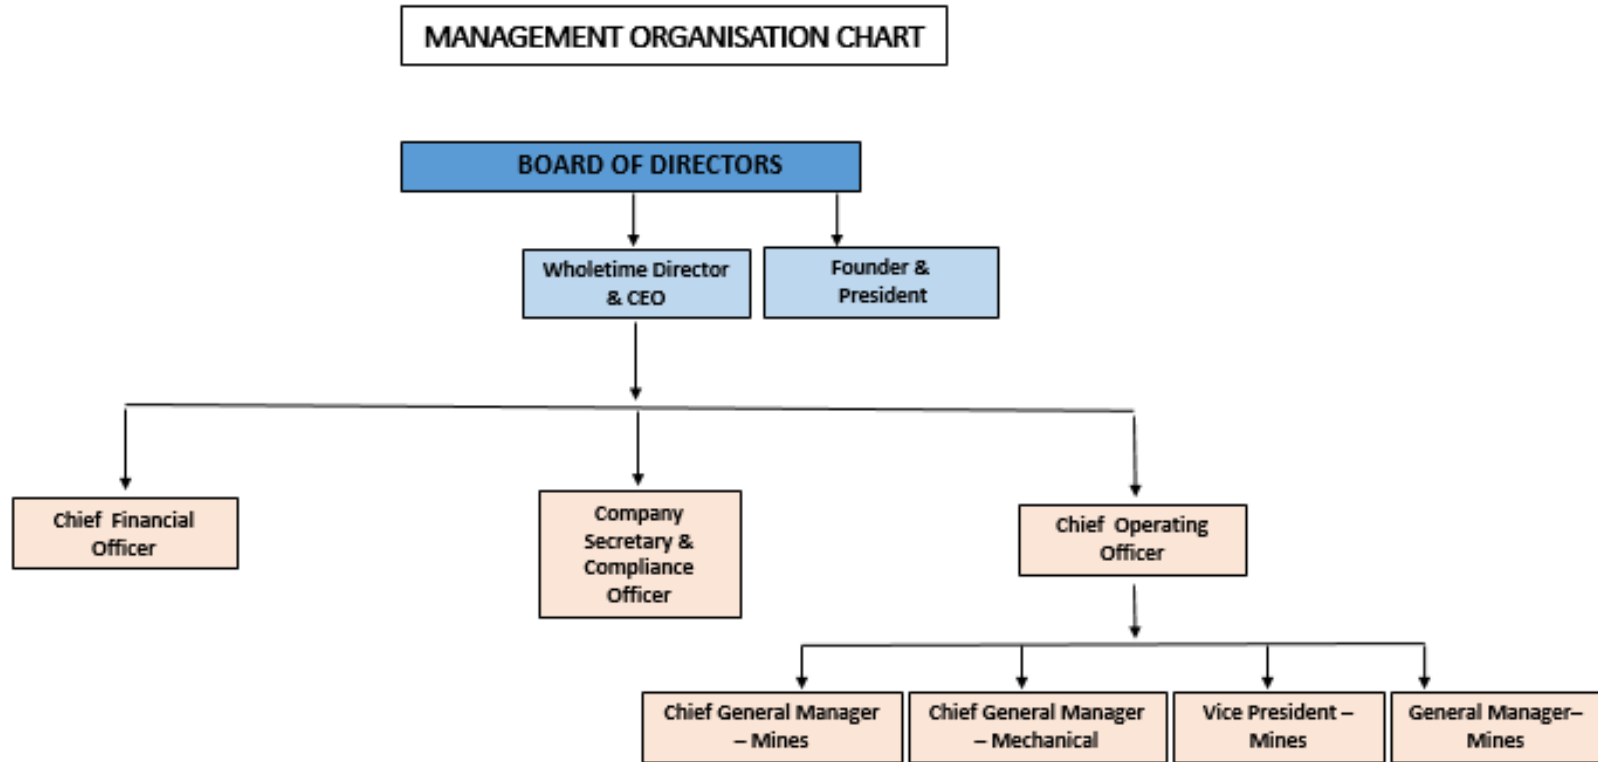 MANAGEMENT ORGANISATION CHART
BOARD OF DIRECTORS
Wholetime Director
& CEO
Founder &
President
Chief Financial
Officer
Company
Secretary &
Compliance
Officer
Chief Operating
Officer
Chief General Manager
– Mines
Chief General Manager
– Mechanical
Vice President –
Mines
General Manager–
Mines